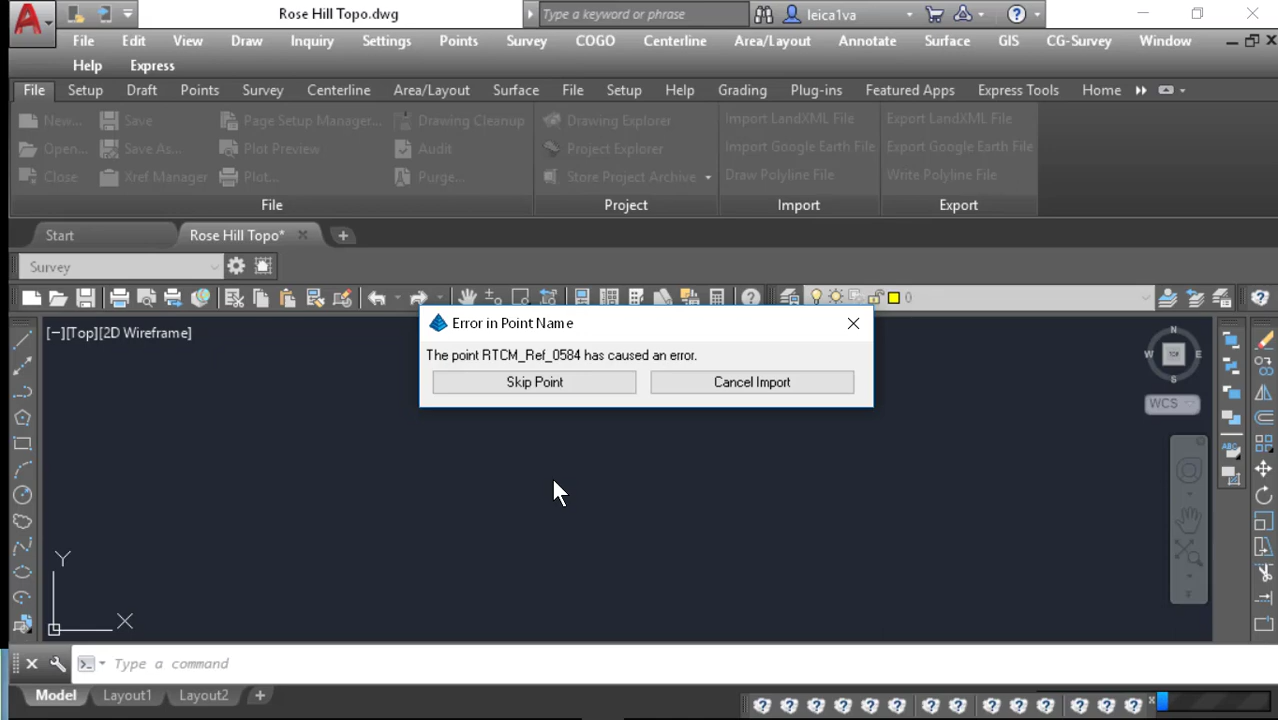 Rose Hill Topo.dwg
Type a keyword or phrase
leica1va
File Edit View Draw Inquiry Settings Points Survey COGO Centerline Area/Layout Annotate Surface GIS CG-Survey Window
Help Express
File Setup Draft Points Survey Centerline Area/Layout Surface File Setup Help Grading Plug-ins Featured Apps Express Tools Home
New... Save Page Setup Manager... Drawing Cleanup Drawing Explorer Import LandXML File Export LandXML File
Open... Save As... Plot Preview Audit Project Explorer Import Google Earth File Export Google Earth File
Close Xref Manager Plot... Purge... Store Project Archive Draw Polyline File Write Polyline File
File Project Import Export
Start Rose Hill Topo*
Survey
0
[−][Top][2D Wireframe]
Error in Point Name
The point RTCM_Ref_0584 has caused an error.
Skip Point Cancel Import
N
W TOP E
S
WCS
ABC
Y
X
Type a command
Model Layout1 Layout2